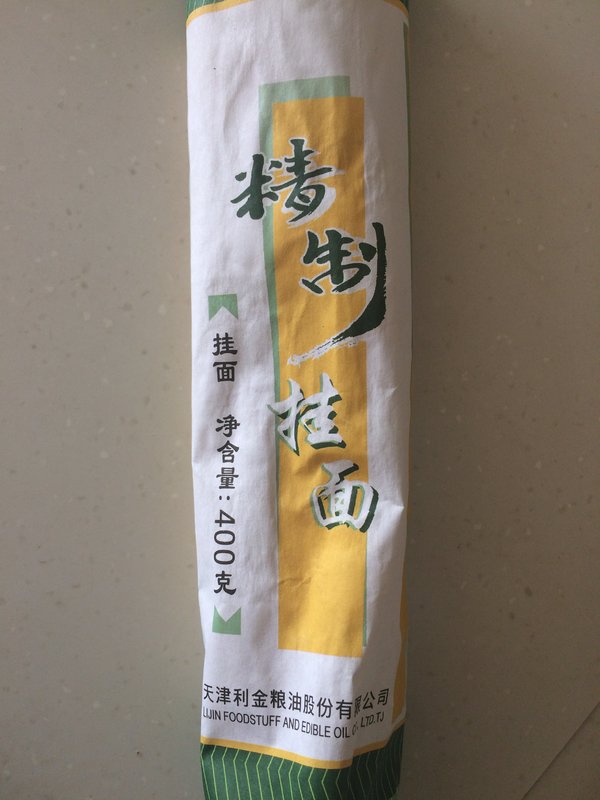 精制
挂面
挂面 净含量:400克
天津利金粮油股份有限公司
LIJIN FOODSTUFF AND EDIBLE OIL CO., LTD.TJ